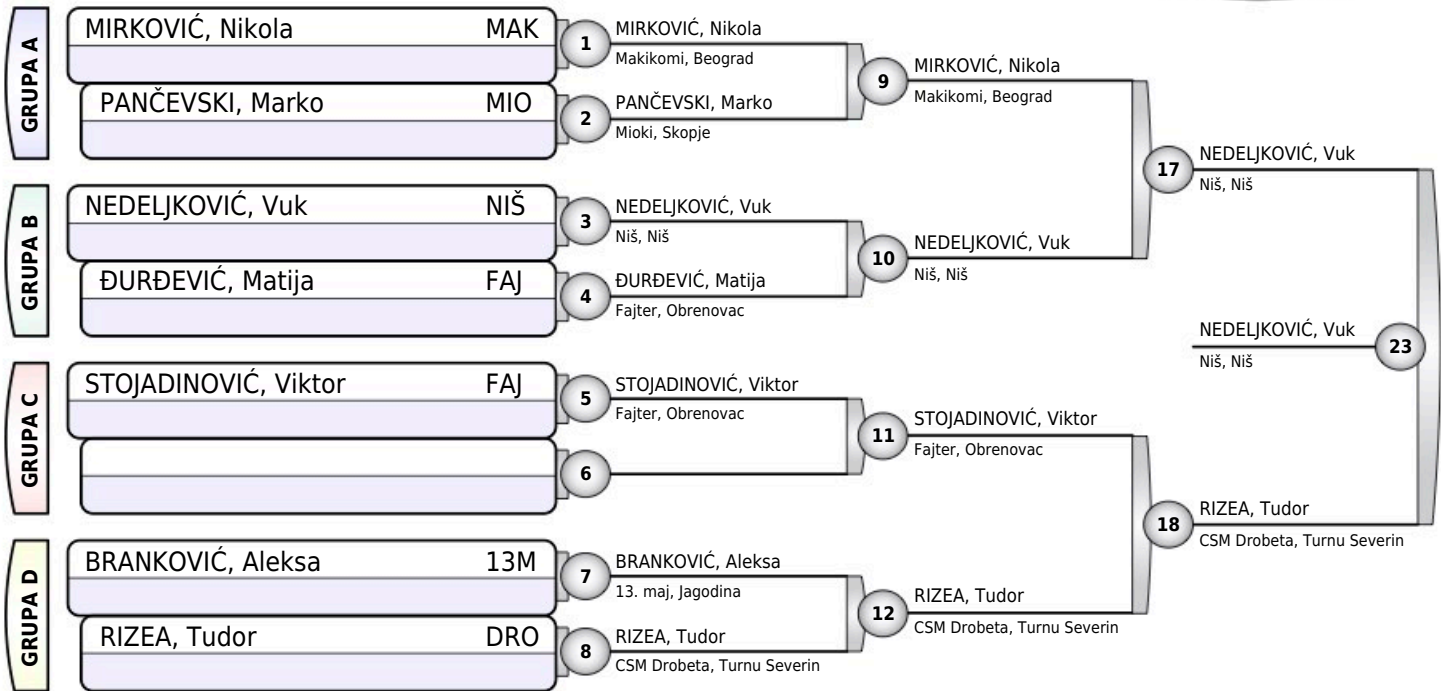 GRUPA A
MIRKOVIĆ, Nikola MAK
PANČEVSKI, Marko MIO
GRUPA B
NEDELJKOVIĆ, Vuk NIŠ
ĐURĐEVIĆ, Matija FAJ
GRUPA C
STOJADINOVIĆ, Viktor FAJ
GRUPA D
BRANKOVIĆ, Aleksa 13M
RIZEA, Tudor DRO
1
MIRKOVIĆ, Nikola
Makikomi, Beograd
2
PANČEVSKI, Marko
Mioki, Skopje
3
NEDELJKOVIĆ, Vuk
Niš, Niš
4
ĐURĐEVIĆ, Matija
Fajter, Obrenovac
5
STOJADINOVIĆ, Viktor
Fajter, Obrenovac
6
7
BRANKOVIĆ, Aleksa
13. maj, Jagodina
8
RIZEA, Tudor
CSM Drobeta, Turnu Severin
9
MIRKOVIĆ, Nikola
Makikomi, Beograd
10
NEDELJKOVIĆ, Vuk
Niš, Niš
11
STOJADINOVIĆ, Viktor
Fajter, Obrenovac
12
RIZEA, Tudor
CSM Drobeta, Turnu Severin
17
NEDELJKOVIĆ, Vuk
Niš, Niš
18
RIZEA, Tudor
CSM Drobeta, Turnu Severin
NEDELJKOVIĆ, Vuk
Niš, Niš
23